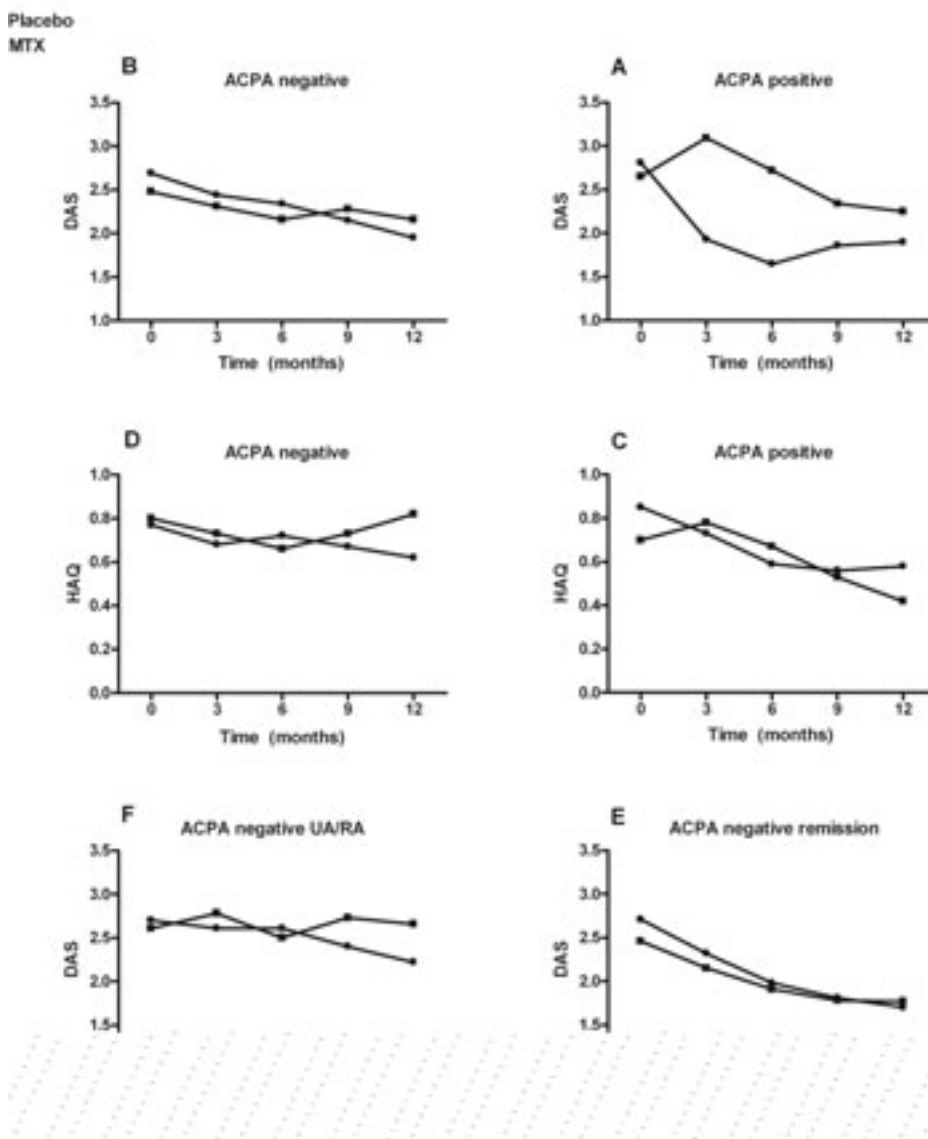 Placebo
MTX
B
ACPA negative
3.5
3.0
2.5
2.0
1.5
1.0
DAS
0 3 6 9 12
Time (months)
A
ACPA positive
3.5
3.0
2.5
2.0
1.5
1.0
DAS
0 3 6 9 12
Time (months)
D
ACPA negative
1.0
0.8
0.6
0.4
0.2
0.0
HAQ
0 3 6 9 12
Time (months)
C
ACPA positive
1.0
0.8
0.6
0.4
0.2
0.0
HAQ
0 3 6 9 12
Time (months)
F
ACPA negative UA/RA
3.5
3.0
2.5
2.0
1.5
DAS
E
ACPA negative remission
3.5
3.0
2.5
2.0
1.5
DAS